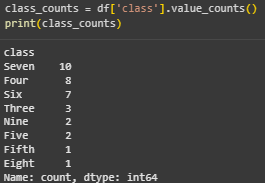 class_counts = df['class'].value_counts()
print(class_counts)
class
Seven 10
Four 8
Six 7
Three 3
Nine 2
Five 2
Fifth 1
Eight 1
Name: count, dtype: int64